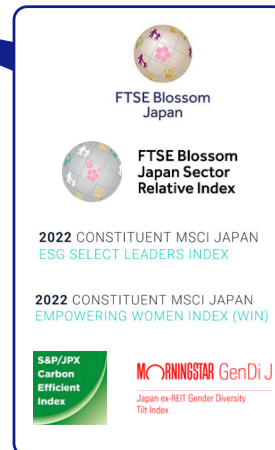 FTSE Blossom
Japan
FTSE Blossom
Japan Sector
Relative Index
2022 CONSTITUENT MSCI JAPAN
ESG SELECT LEADERS INDEX
2022 CONSTITUENT MSCI JAPAN
EMPOWERING WOMEN INDEX (WIN)
S&P/JPX
Carbon
Efficient
Index
MORNINGSTAR GenDi J
Japan ex-REIT Gender Diversity
Tilt Index